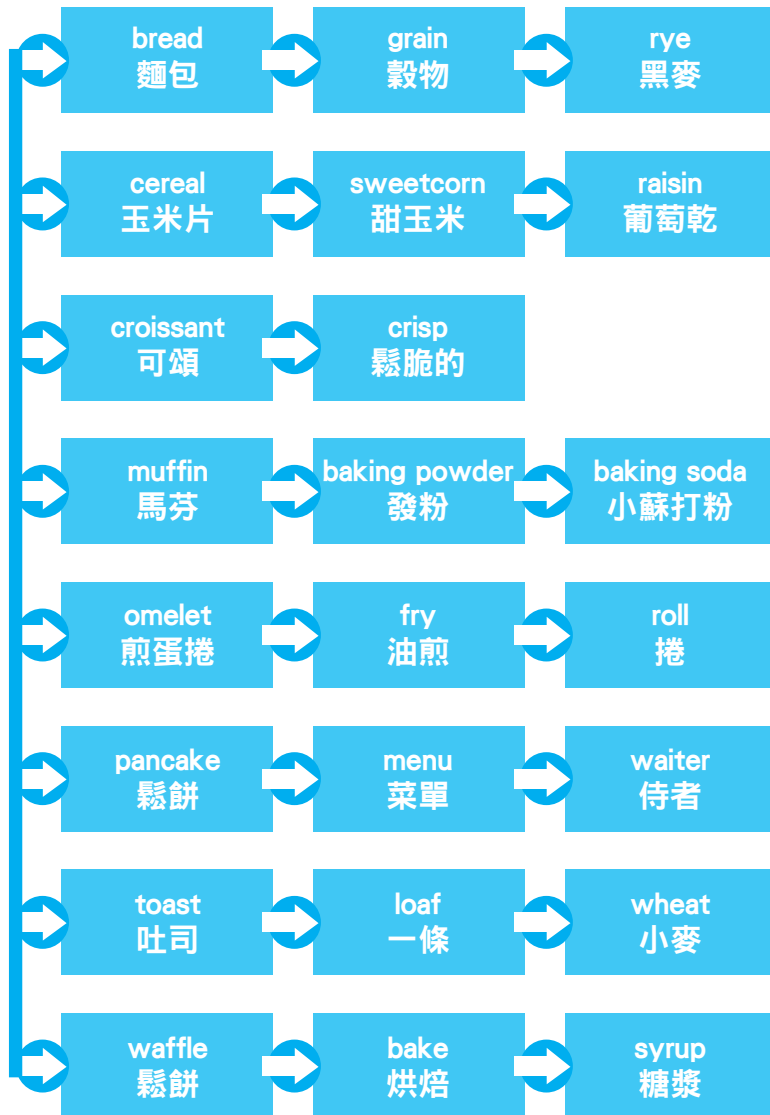 bread
麵包
grain
穀物
rye
黑麥
cereal
玉米片
sweetcorn
甜玉米
raisin
葡萄乾
croissant
可頌
crisp
鬆脆的
muffin
馬芬
baking powder
發粉
baking soda
小蘇打粉
omelet
煎蛋捲
fry
油煎
roll
捲
pancake
鬆餅
menu
菜單
waiter
侍者
toast
吐司
loaf
一條
wheat
小麥
waffle
鬆餅
bake
烘焙
syrup
糖漿